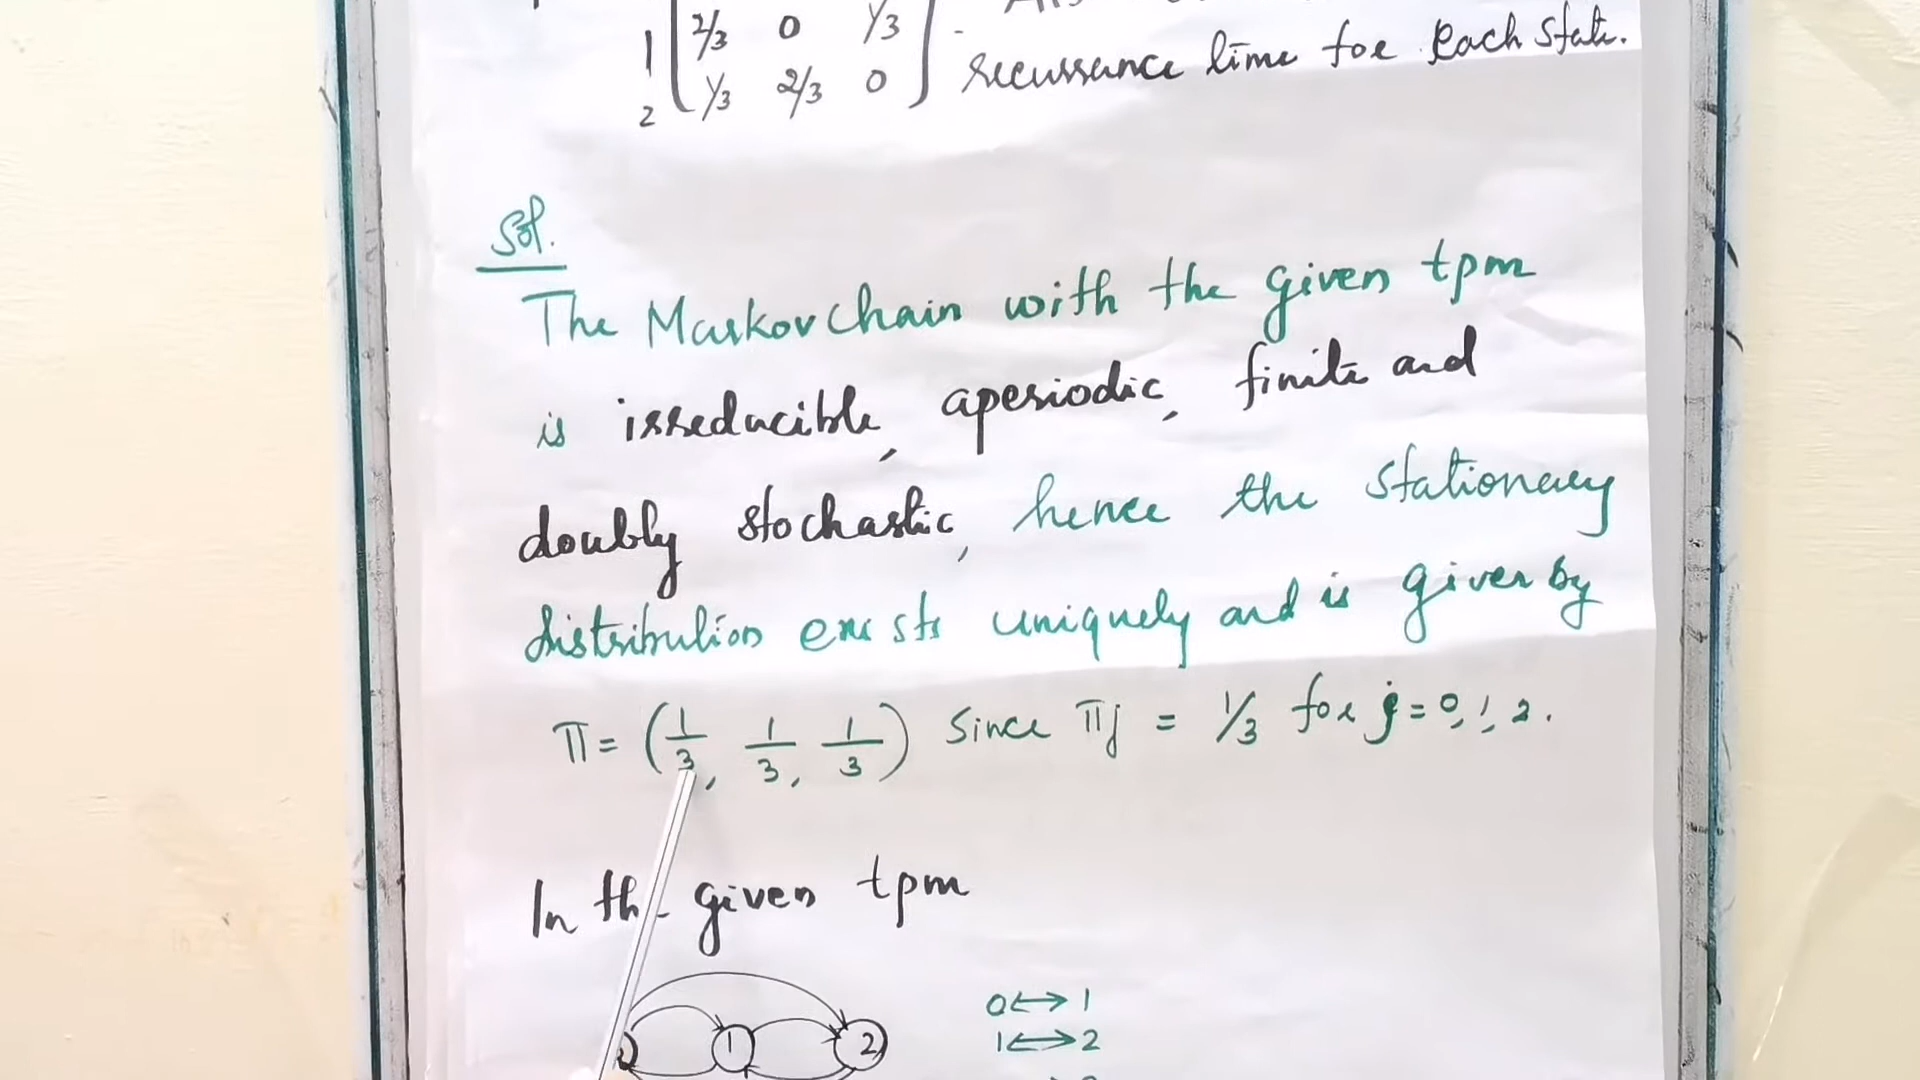 1 2/3 0 1/3
recurrence time for each state.
2 1/3 2/3 0
Sol.
The Markov Chain with the given tpm
is irreducible, aperiodic, finite and
doubly stochastic, hence the stationary
distribution exists uniquely and is given by
π = (1/3, 1/3, 1/3) since πj = 1/3 for j = 0, 1, 2.
In the given tpm
0 ↔ 1
1 2
1 ↔ 2